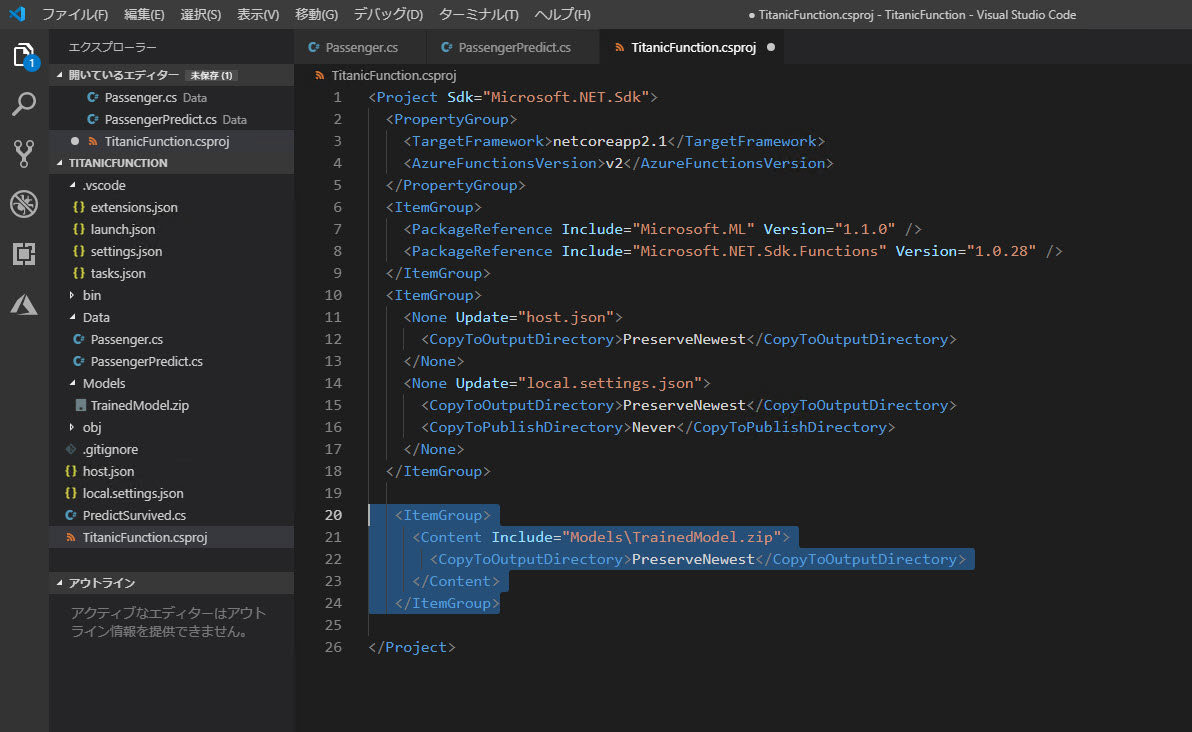 ファイル(F) 編集(E) 選択(S) 表示(V) 移動(G) デバッグ(D) ターミナル(T) ヘルプ(H) ● TitanicFunction.csproj - TitanicFunction - Visual Studio Code
エクスプローラー
1
開いているエディター 未保存 (1)
Passenger.cs Data
PassengerPredict.cs Data
TitanicFunction.csproj
TITANICFUNCTION
.vscode
extensions.json
launch.json
settings.json
tasks.json
bin
Data
Passenger.cs
PassengerPredict.cs
Models
TrainedModel.zip
obj
.gitignore
host.json
local.settings.json
PredictSurvived.cs
TitanicFunction.csproj
アウトライン
アクティブなエディターはアウト
ライン情報を提供できません。
Passenger.cs PassengerPredict.cs TitanicFunction.csproj ●
TitanicFunction.csproj
1 <Project Sdk="Microsoft.NET.Sdk">
2 <PropertyGroup>
3 <TargetFramework>netcoreapp2.1</TargetFramework>
4 <AzureFunctionsVersion>v2</AzureFunctionsVersion>
5 </PropertyGroup>
6 <ItemGroup>
7 <PackageReference Include="Microsoft.ML" Version="1.1.0" />
8 <PackageReference Include="Microsoft.NET.Sdk.Functions" Version="1.0.28" />
9 </ItemGroup>
10 <ItemGroup>
11 <None Update="host.json">
12 <CopyToOutputDirectory>PreserveNewest</CopyToOutputDirectory>
13 </None>
14 <None Update="local.settings.json">
15 <CopyToOutputDirectory>PreserveNewest</CopyToOutputDirectory>
16 <CopyToPublishDirectory>Never</CopyToPublishDirectory>
17 </None>
18 </ItemGroup>
19
20 <ItemGroup>
21 <Content Include="Models\TrainedModel.zip">
22 <CopyToOutputDirectory>PreserveNewest</CopyToOutputDirectory>
23 </Content>
24 </ItemGroup>
25
26 </Project>